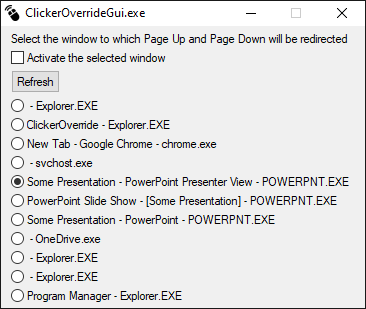 ClickerOverrideGui.exe
Select the window to which Page Up and Page Down will be redirected
Activate the selected window
Refresh
- Explorer.EXE
ClickerOverride - Explorer.EXE
New Tab - Google Chrome - chrome.exe
- svchost.exe
Some Presentation - PowerPoint Presenter View - POWERPNT.EXE
PowerPoint Slide Show - [Some Presentation] - POWERPNT.EXE
Some Presentation - PowerPoint - POWERPNT.EXE
- OneDrive.exe
- Explorer.EXE
- Explorer.EXE
Program Manager - Explorer.EXE